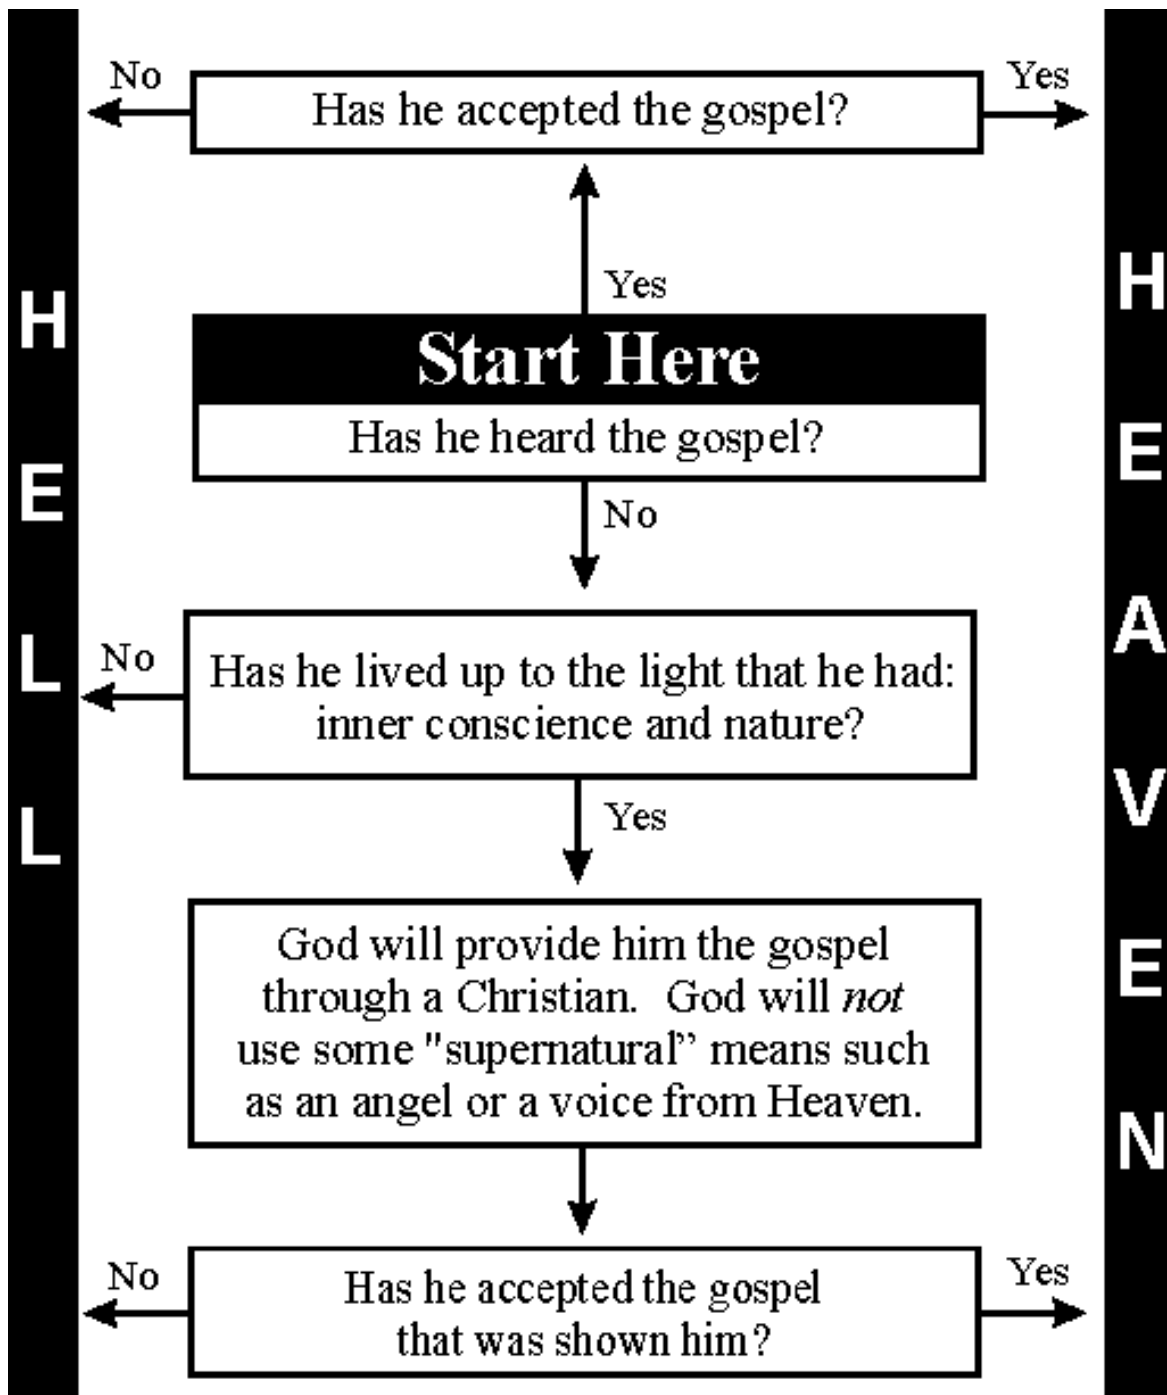 No
Has he accepted the gospel?
Yes
Yes
Start Here
Has he heard the gospel?
No
No
Has he lived up to the light that he had:
inner conscience and nature?
Yes
God will provide him the gospel
through a Christian.  God will not
use some "supernatural” means such
as an angel or a voice from Heaven.
No
Has he accepted the gospel
that was shown him?
Yes
HELL
HEAVEN